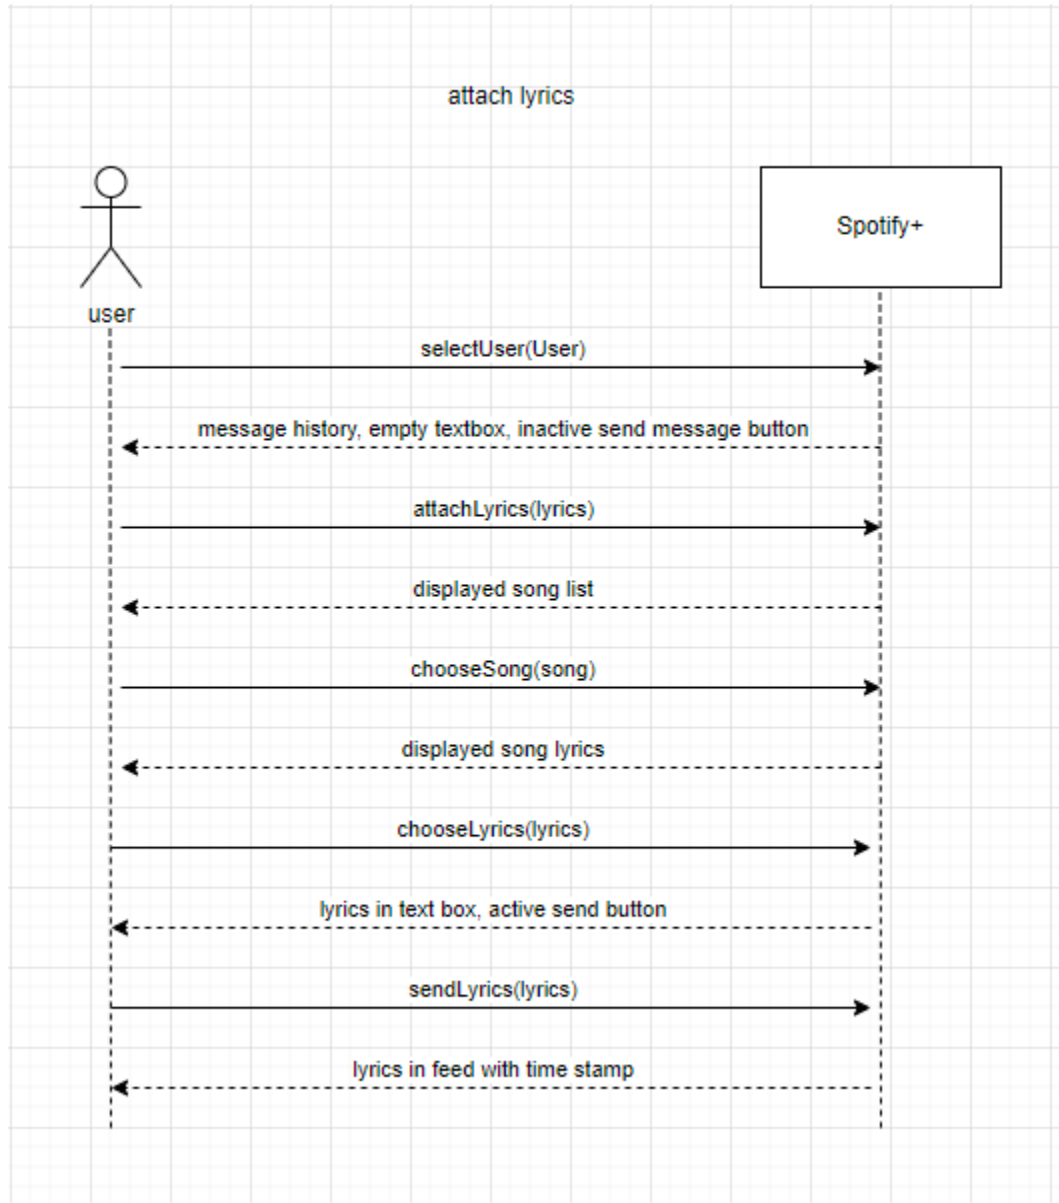 attach lyrics
Spotify+
user
selectUser(User)
message history, empty textbox, inactive send message button
attachLyrics(lyrics)
displayed song list
chooseSong(song)
displayed song lyrics
chooseLyrics(lyrics)
lyrics in text box, active send button
sendLyrics(lyrics)
lyrics in feed with time stamp